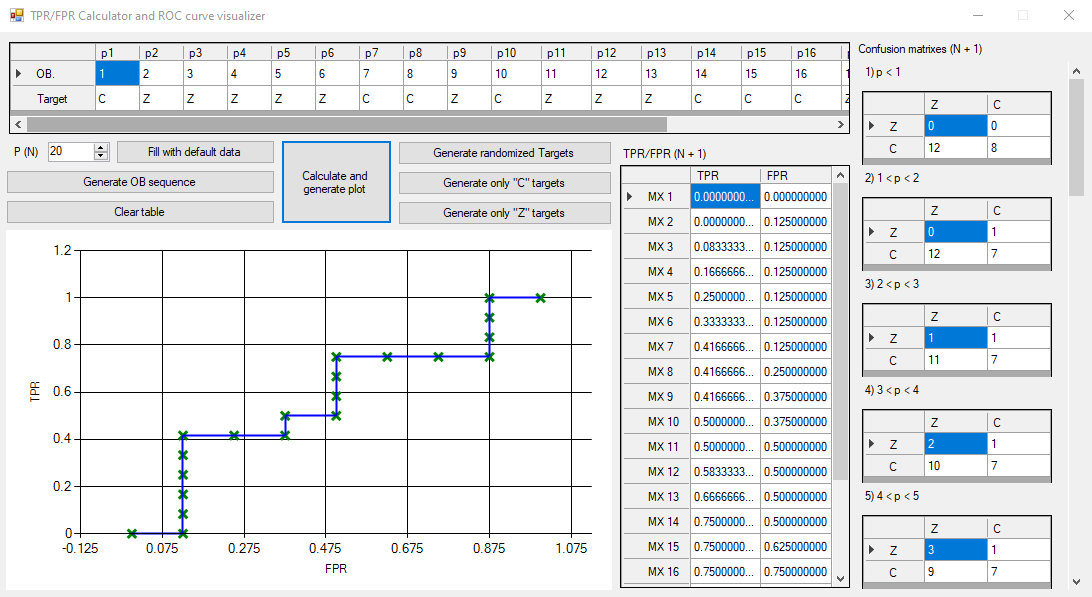 TPR/FPR Calculator and ROC curve visualizer
p1 p2 p3 p4 p5 p6 p7 p8 p9 p10 p11 p12 p13 p14 p15 p16
OB. 1 2 3 4 5 6 7 8 9 10 11 12 13 14 15 16
Target C Z Z Z Z Z C C Z C Z Z Z C C C
P (N) 20 Fill with default data
Generate OB sequence
Clear table
Calculate and
generate plot
Generate randomized Targets
Generate only "C" targets
Generate only "Z" targets
1.2
1
0.8
0.6
0.4
0.2
0
TPR
-0.125 0.075 0.275 0.475 0.675 0.875 1.075
FPR
TPR/FPR (N + 1)
TPR FPR
MX 1 0.0000000... 0.000000000
MX 2 0.0000000... 0.125000000
MX 3 0.0833333... 0.125000000
MX 4 0.1666666... 0.125000000
MX 5 0.2500000... 0.125000000
MX 6 0.3333333... 0.125000000
MX 7 0.4166666... 0.125000000
MX 8 0.4166666... 0.250000000
MX 9 0.4166666... 0.375000000
MX 10 0.5000000... 0.375000000
MX 11 0.5000000... 0.500000000
MX 12 0.5833333... 0.500000000
MX 13 0.6666666... 0.500000000
MX 14 0.7500000... 0.500000000
MX 15 0.7500000... 0.625000000
MX 16 0.7500000... 0.750000000
Confusion matrixes (N + 1)
1) p < 1
Z C
Z 0 0
C 12 8
2) 1 < p < 2
Z C
Z 0 1
C 12 7
3) 2 < p < 3
Z C
Z 1 1
C 11 7
4) 3 < p < 4
Z C
Z 2 1
C 10 7
5) 4 < p < 5
Z C
Z 3 1
C 9 7